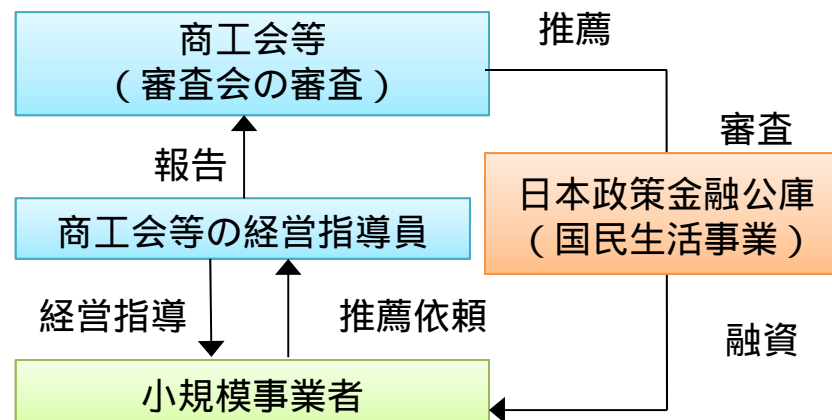 商工会等
（審査会の審査）
推薦
審査
報告
日本政策金融公庫
（国民生活事業）
商工会等の経営指導員
経営指導
推薦依頼
融資
小規模事業者